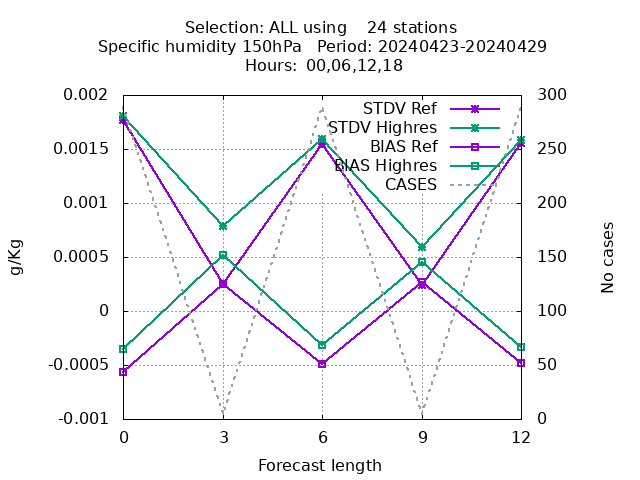 Selection: ALL using    24 stations
Specific humidity 150hPa   Period: 20240423-20240429
Hours:  00,06,12,18
STDV Ref
STDV Highres
BIAS Ref
BIAS Highres
CASES
0.002
0.0015
0.001
0.0005
0
-0.0005
-0.001
g/Kg
300
250
200
150
100
50
0
No cases
0 3 6 9 12
Forecast length